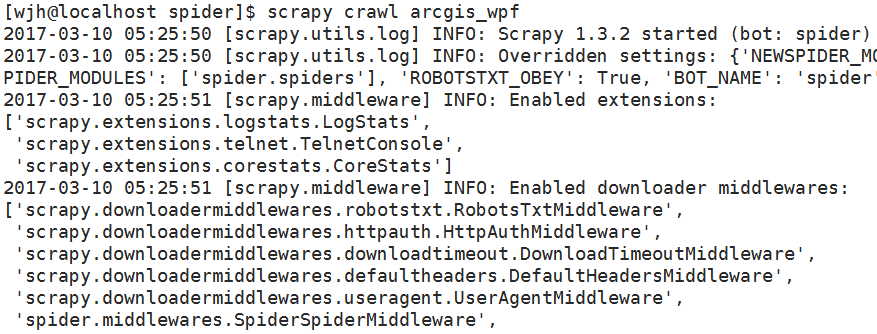 [wjh@localhost spider]$ scrapy crawl arcgis_wpf
2017-03-10 05:25:50 [scrapy.utils.log] INFO: Scrapy 1.3.2 started (bot: spider)
2017-03-10 05:25:50 [scrapy.utils.log] INFO: Overridden settings: {'NEWSPIDER_MO
PIDER_MODULES': ['spider.spiders'], 'ROBOTSTXT_OBEY': True, 'BOT_NAME': 'spider'
2017-03-10 05:25:51 [scrapy.middleware] INFO: Enabled extensions:
['scrapy.extensions.logstats.LogStats',
 'scrapy.extensions.telnet.TelnetConsole',
 'scrapy.extensions.corestats.CoreStats']
2017-03-10 05:25:51 [scrapy.middleware] INFO: Enabled downloader middlewares:
['scrapy.downloadermiddlewares.robotstxt.RobotsTxtMiddleware',
 'scrapy.downloadermiddlewares.httpauth.HttpAuthMiddleware',
 'scrapy.downloadermiddlewares.downloadtimeout.DownloadTimeoutMiddleware',
 'scrapy.downloadermiddlewares.defaultheaders.DefaultHeadersMiddleware',
 'scrapy.downloadermiddlewares.useragent.UserAgentMiddleware',
 'spider.middlewares.SpiderSpiderMiddleware',